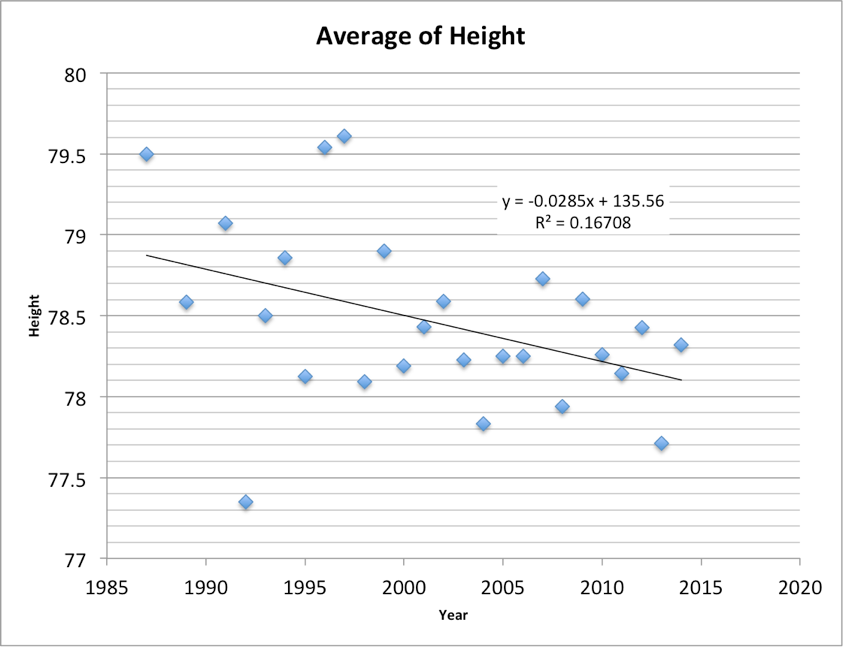 Average of Height
80
79.5
79
78.5
78
77.5
77
Height
y = -0.0285x + 135.56
R² = 0.16708
1985 1990 1995 2000 2005 2010 2015 2020
Year